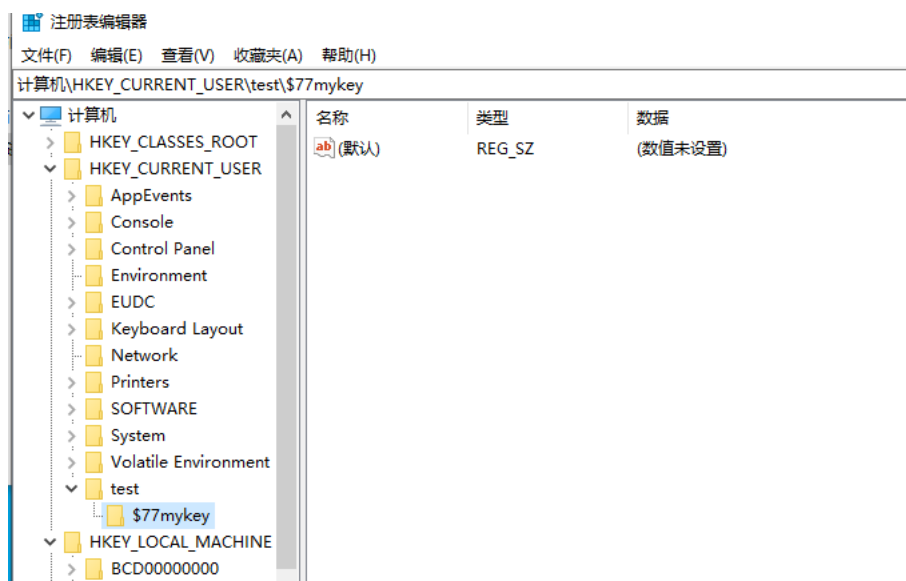 注册表编辑器
文件(F) 编辑(E) 查看(V) 收藏夹(A) 帮助(H)
计算机\HKEY_CURRENT_USER\test\$77mykey
计算机
HKEY_CLASSES_ROOT
HKEY_CURRENT_USER
AppEvents
Console
Control Panel
Environment
EUDC
Keyboard Layout
Network
Printers
SOFTWARE
System
Volatile Environment
test
$77mykey
HKEY_LOCAL_MACHINE
BCD00000000
名称 类型 数据
ab (默认) REG_SZ (数值未设置)